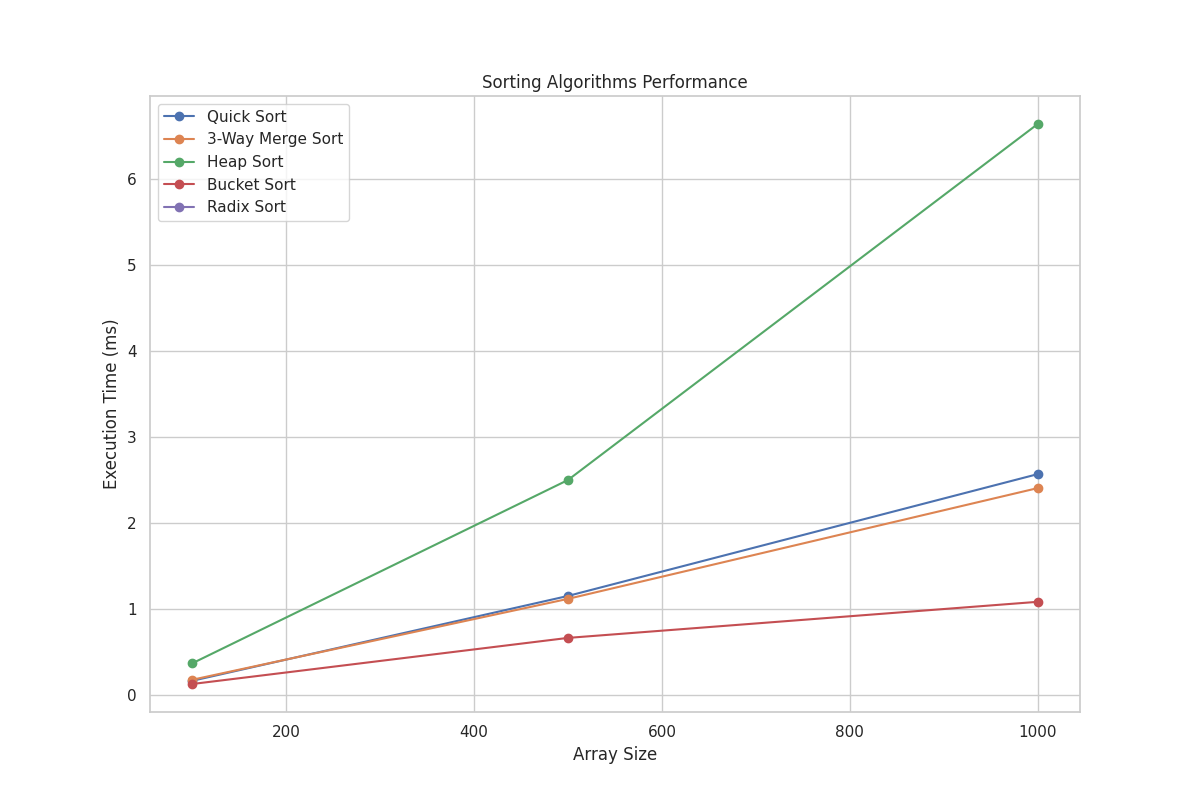 Sorting Algorithms Performance
Quick Sort
3-Way Merge Sort
Heap Sort
Bucket Sort
Radix Sort
6
5
4
3
2
1
0
Execution Time (ms)
200 400 600 800 1000
Array Size